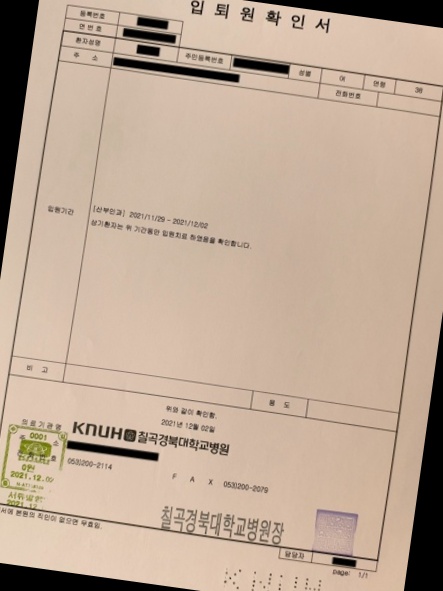 입 퇴 원 확 인 서
등록번호
연 번 호
환자성명 주민등록번호 성별 여 연령 38
주 소 전화번호
입원기간
[산부인과] 2021/11/29 - 2021/12/02
상기환자는 위 기간동안 입원치료 하였음을 확인합니다.
비 고 용 도
위와 같이 확인함.
2021년 12월 02일
의료기관명 KNUH 칠곡경북대학교병원
주 소
0001
053)200-2114 F A X 053)200-2079
0원
2021.12.02
칠곡경북대학교병원장
서에 본원의 직인이 없으면 무효임.
담당자
page: 1/1